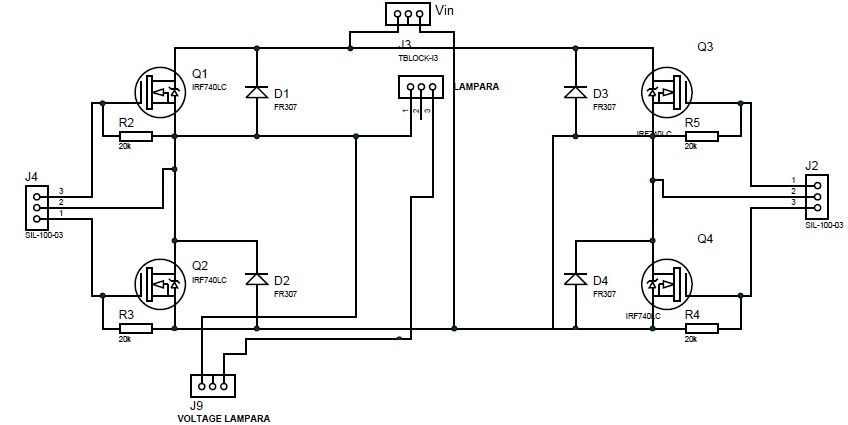 Vin
J3
TBLOCK-I3
LAMPARA
1
2
3
Q1
IRF740LC
D1
FR307
R2
20k
Q3
IRF740LC
D3
FR307
R5
20k
J4
3
2
1
SIL-100-03
J2
1
2
3
SIL-100-03
Q2
IRF740LC
D2
FR307
R3
20k
Q4
IRF740LC
D4
FR307
R4
20k
J9
VOLTAGE LAMPARA